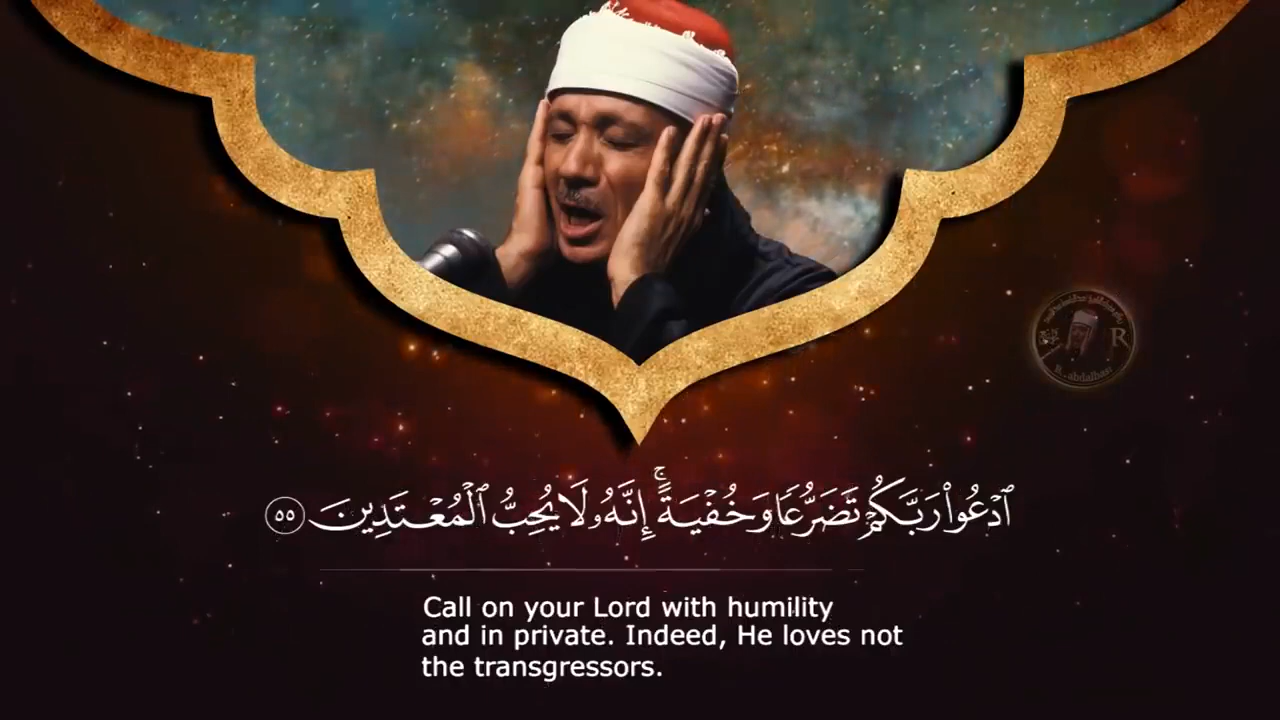 ٱدْعُوا۟ رَبَّكُمْ تَضَرُّعًا وَخُفْيَةً ۚ إِنَّهُۥ لَا يُحِبُّ ٱلْمُعْتَدِينَ ٥٥
Call on your Lord with humility
and in private. Indeed, He loves not
the transgressors.
R
R_abdalbasi